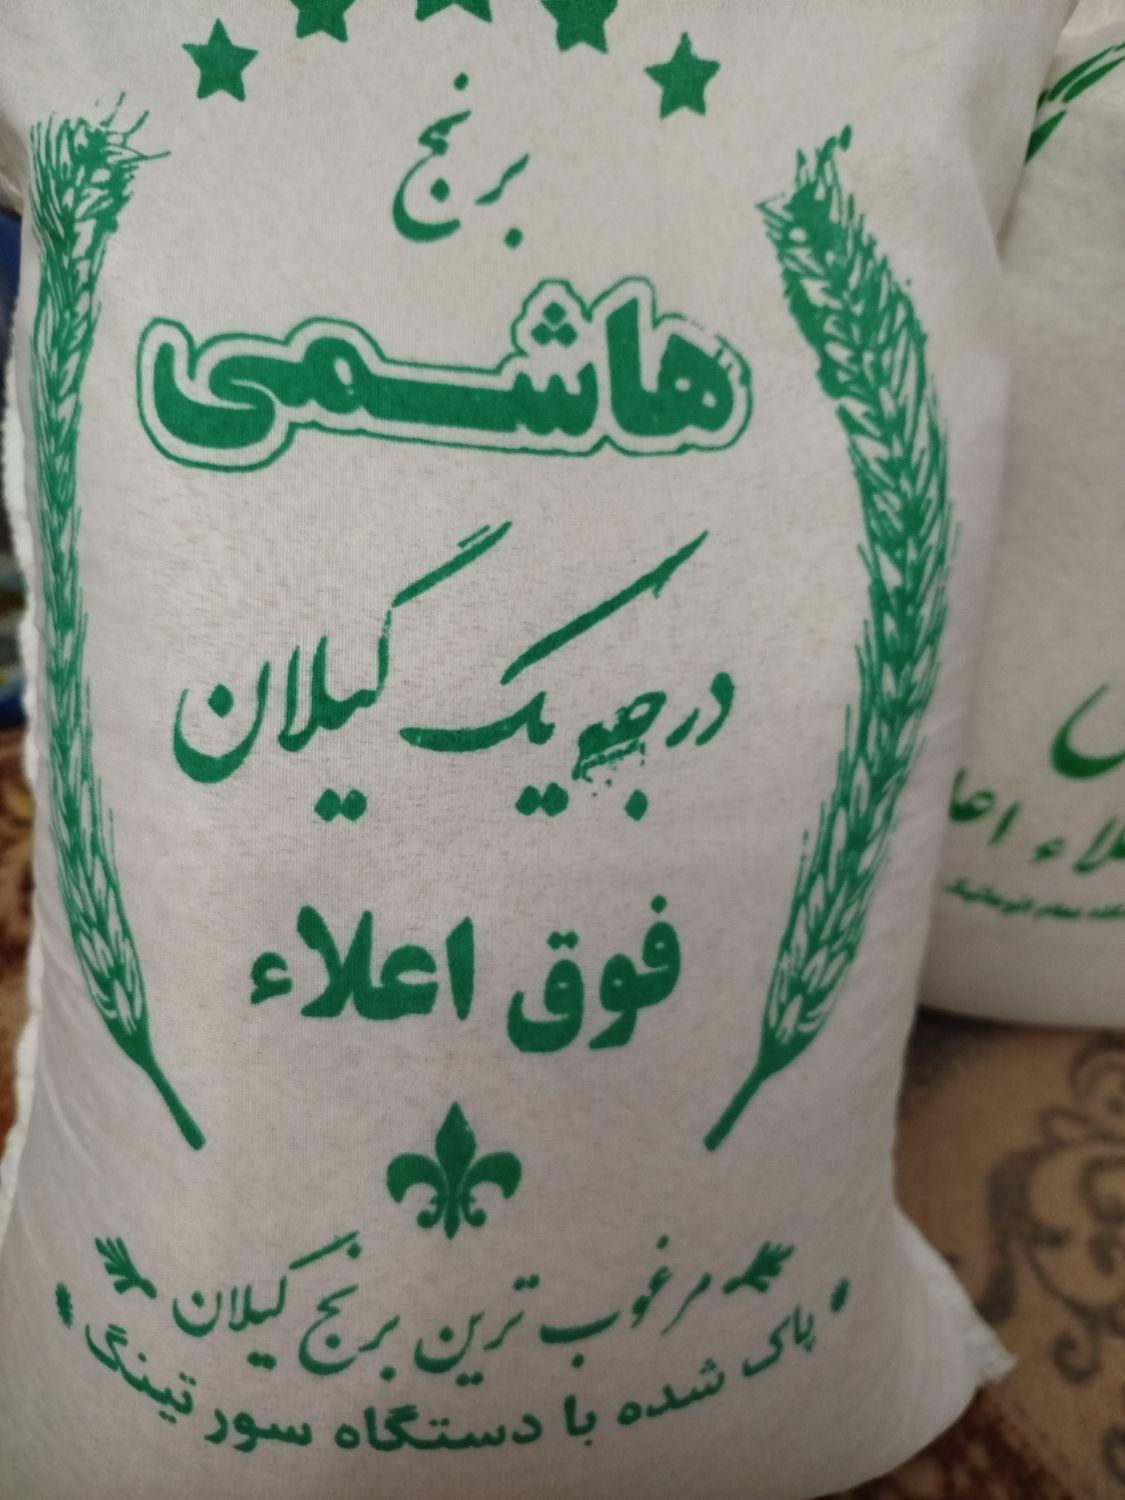 برنج
هاشمی
درجه یک گیلان
فوق اعلاء
مرغوب ترین برنج گیلان
پاک شده با دستگاه سور تینگ